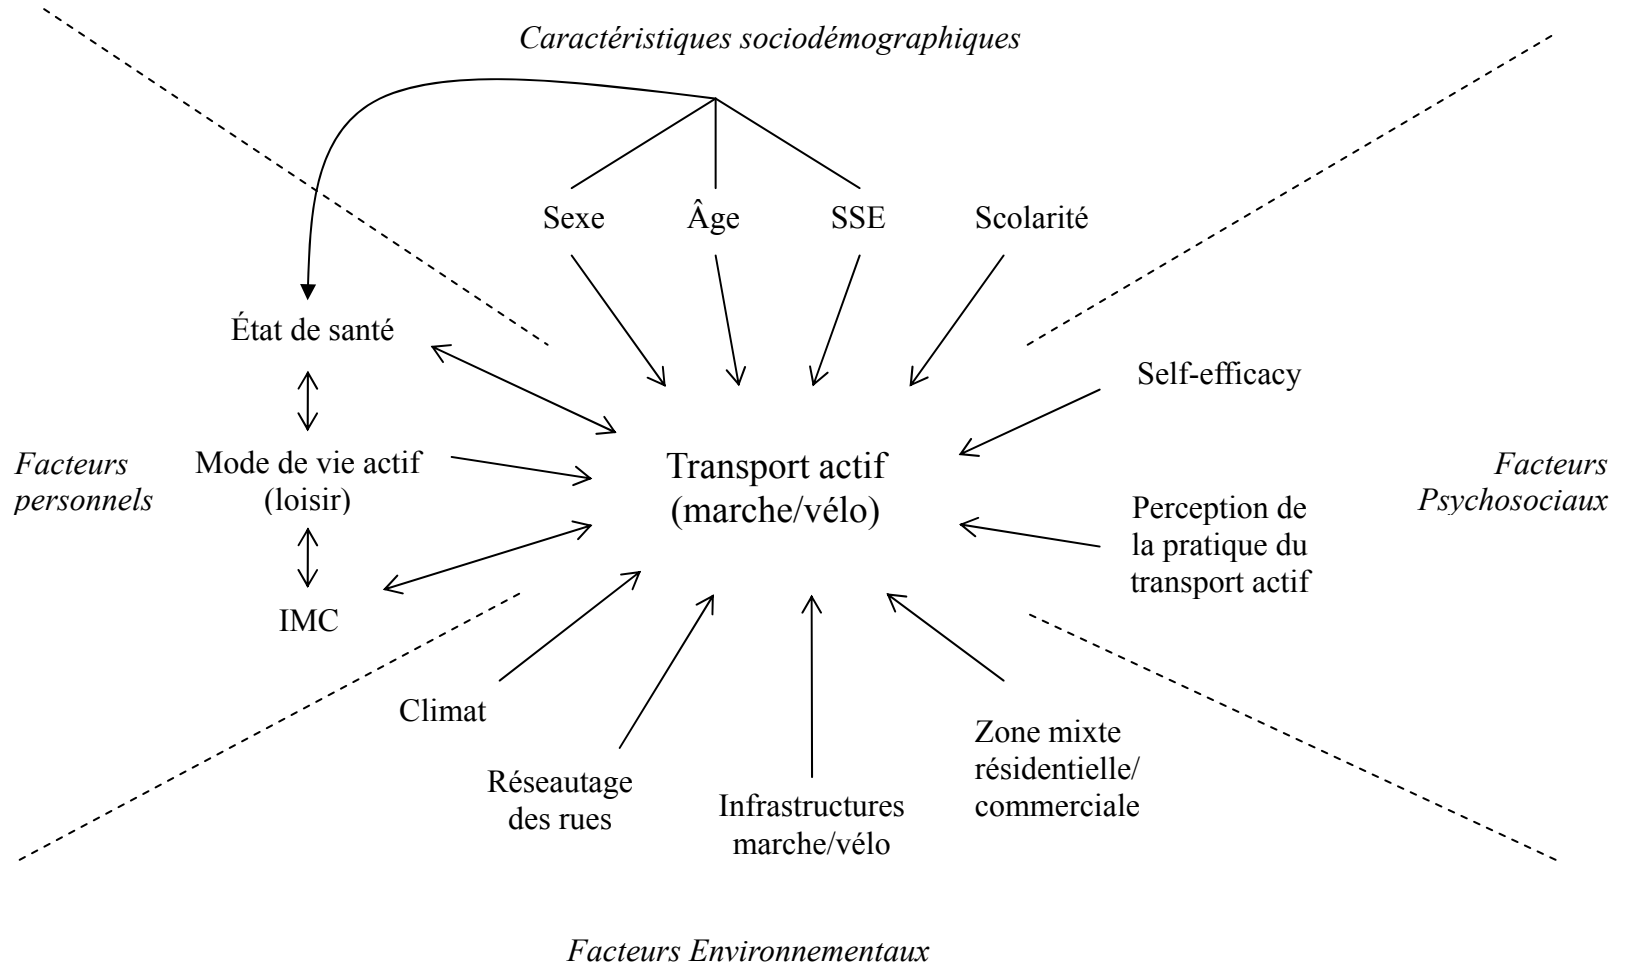 Caractéristiques sociodémographiques
Sexe
Âge
SSE
Scolarité
État de santé
Self-efficacy
Facteurs
personnels
Mode de vie actif
(loisir)
Transport actif
(marche/vélo)
Facteurs
Psychosociaux
Perception de
la pratique du
transport actif
IMC
Climat
Réseautage
des rues
Infrastructures
marche/vélo
Zone mixte
résidentielle/
commerciale
Facteurs Environnementaux